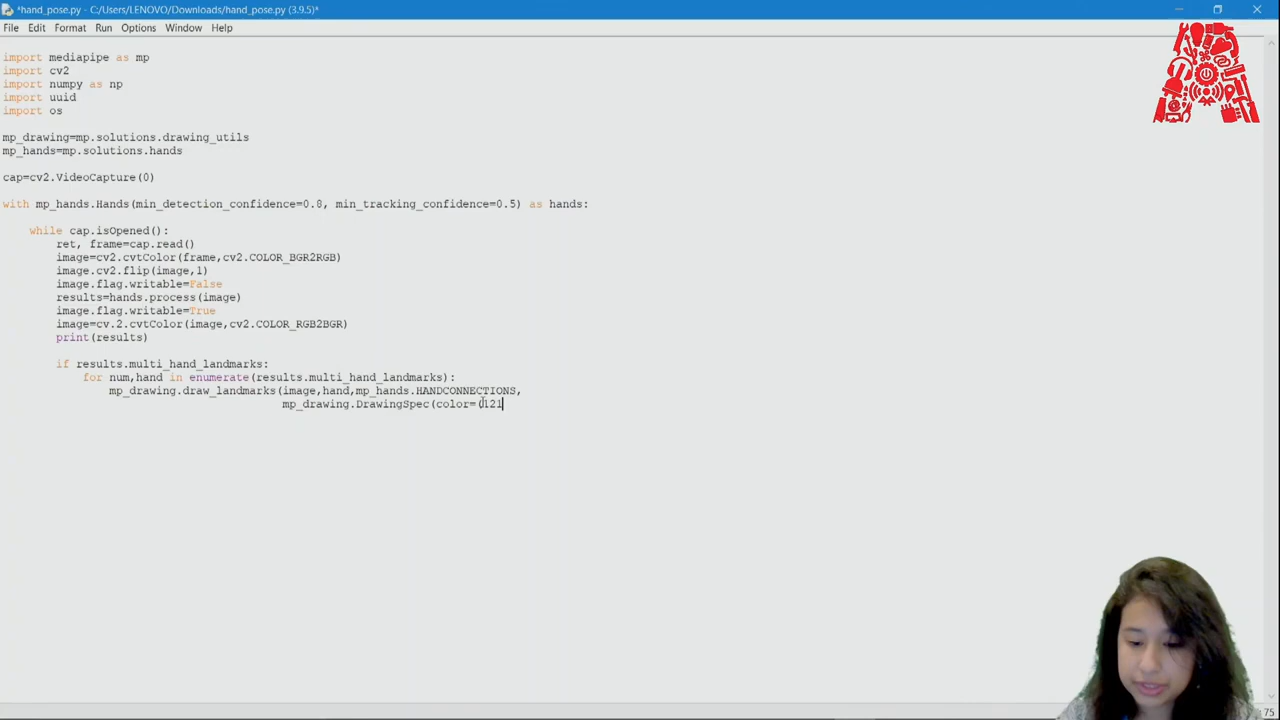 *hand_pose.py - C:/Users/LENOVO/Downloads/hand_pose.py (3.9.5)*
File Edit Format Run Options Window Help
import mediapipe as mp
import cv2
import numpy as np
import uuid
import os
mp_drawing=mp.solutions.drawing_utils
mp_hands=mp.solutions.hands
cap=cv2.VideoCapture(0)
with mp_hands.Hands(min_detection_confidence=0.8, min_tracking_confidence=0.5) as hands:
while cap.isOpened():
ret, frame=cap.read()
image=cv2.cvtColor(frame,cv2.COLOR_BGR2RGB)
image.cv2.flip(image,1)
image.flag.writable=False
results=hands.process(image)
image.flag.writable=True
image=cv.2.cvtColor(image,cv2.COLOR_RGB2BGR)
print(results)
if results.multi_hand_landmarks:
for num,hand in enumerate(results.multi_hand_landmarks):
mp_drawing.draw_landmarks(image,hand,mp_hands.HANDCONNECTIONS,
mp_drawing.DrawingSpec(color=(121